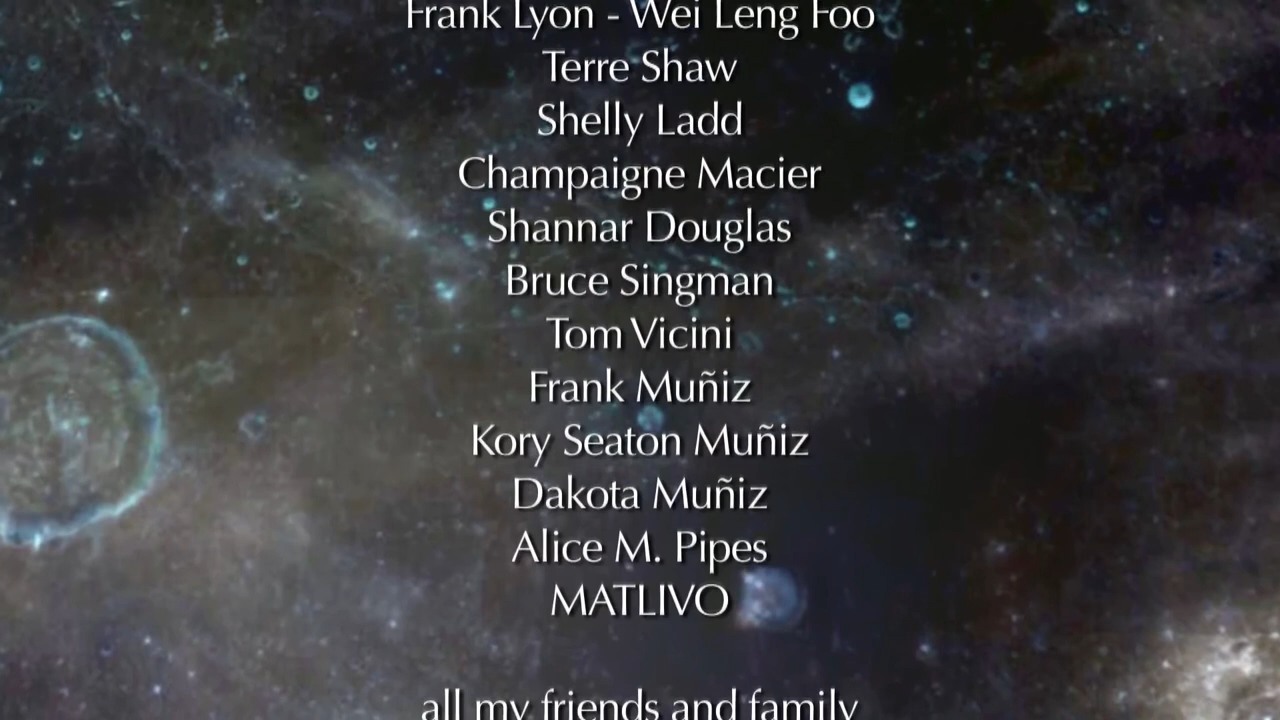 Frank Lyon - Wei Leng Foo
Terre Shaw
Shelly Ladd
Champaigne Macier
Shannar Douglas
Bruce Singman
Tom Vicini
Frank Muñiz
Kory Seaton Muñiz
Dakota Muñiz
Alice M. Pipes
MATLIVO
all my friends and family